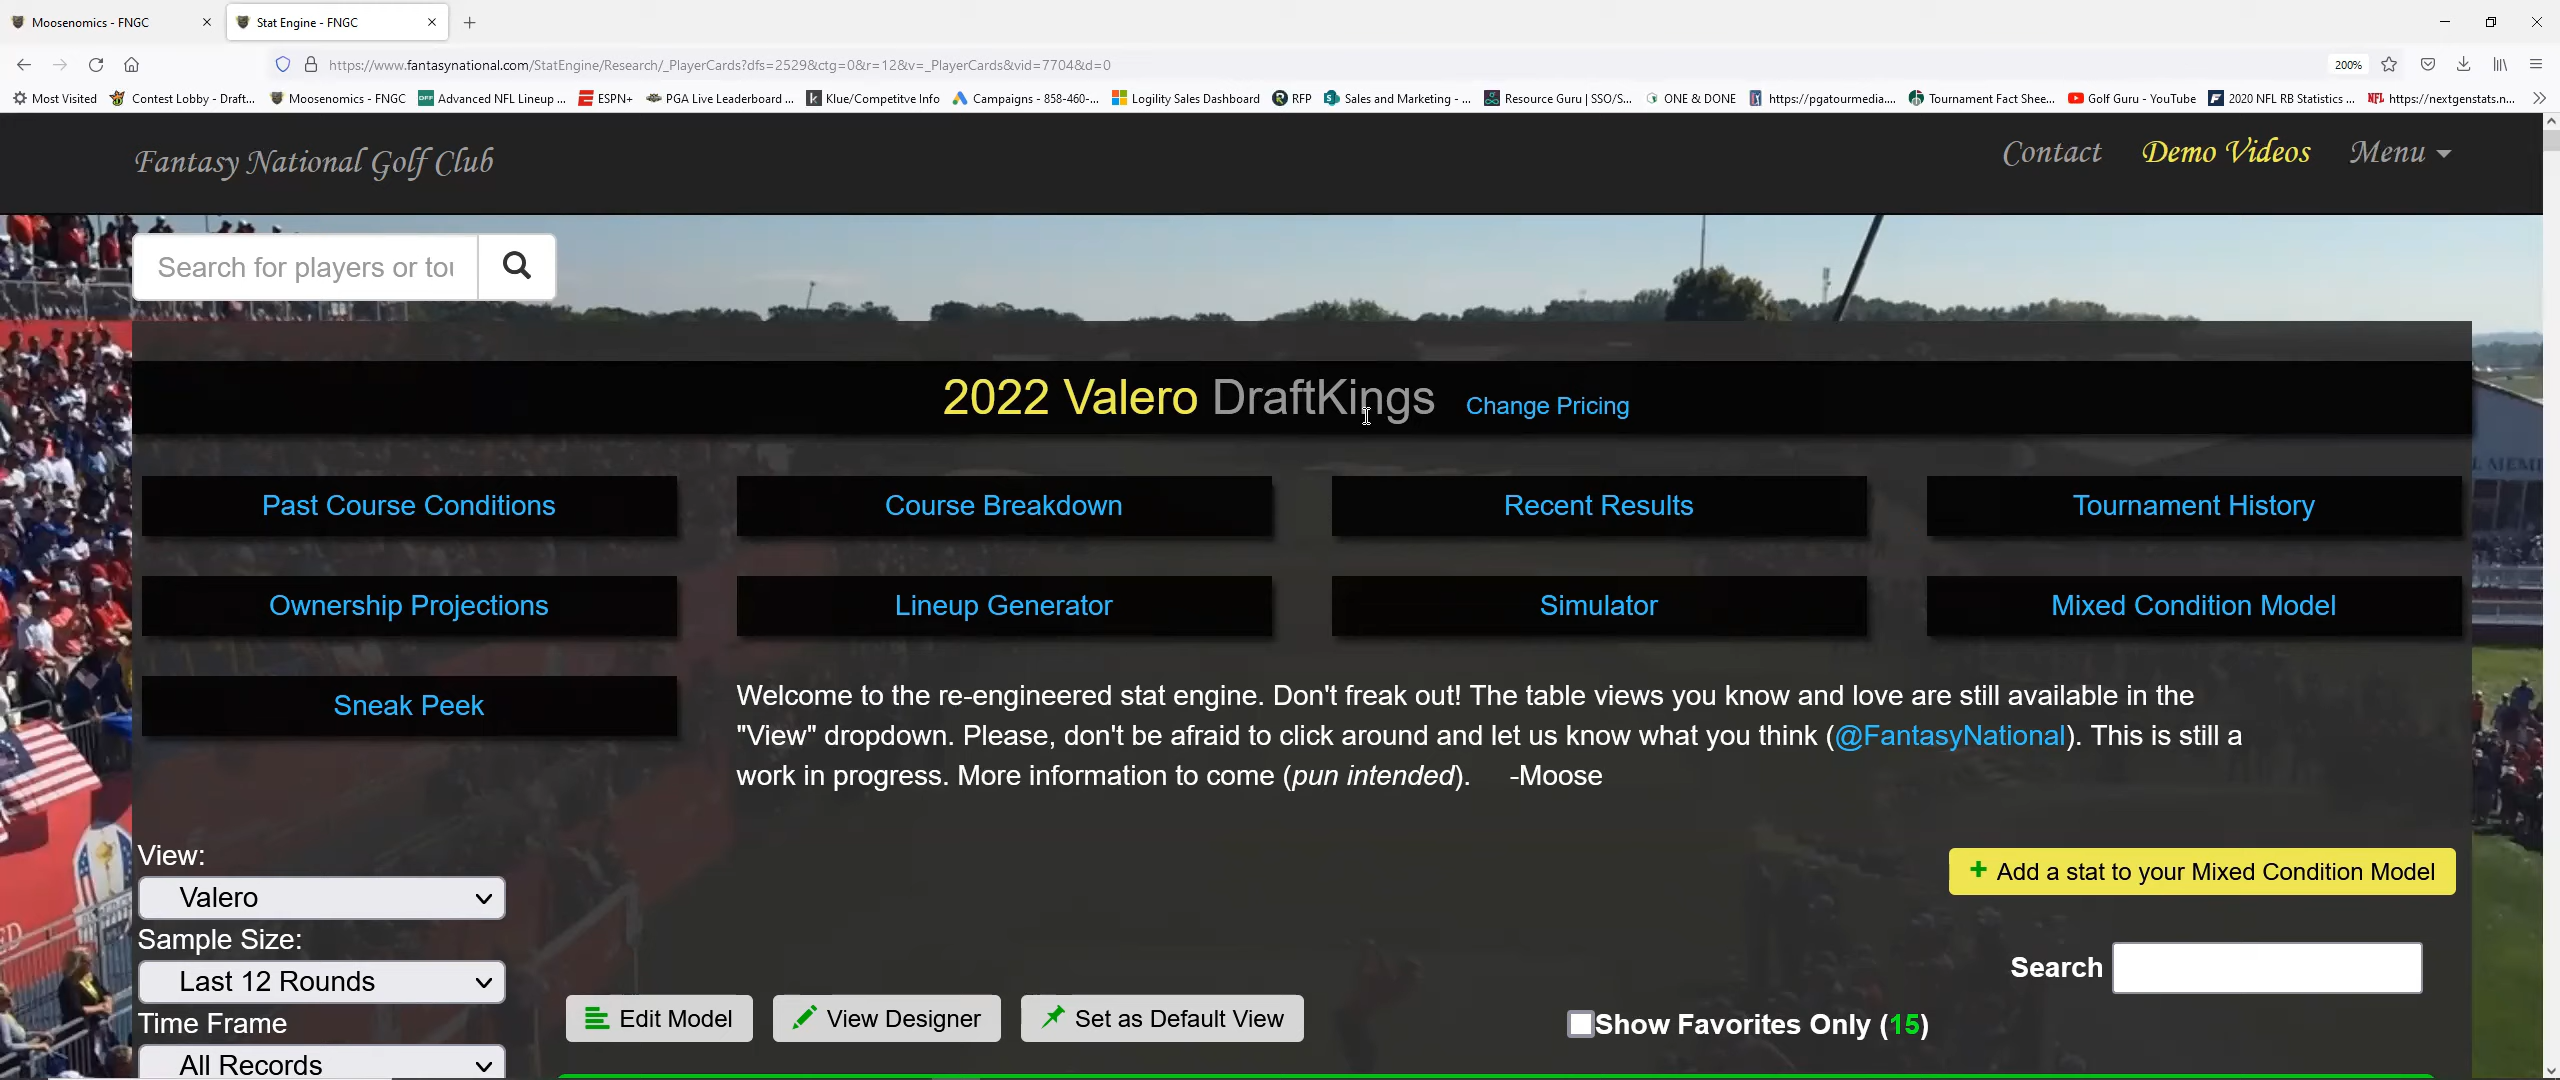 Moosenomics - FNGC
Stat Engine - FNGC
https://www.fantasynational.com/StatEngine/Research/_PlayerCards?dfs=2529&ctg=0&r=12&v=_PlayerCards&vid=7704&d=0
200%
Most Visited
Contest Lobby - Draft...
Moosenomics - FNGC
Advanced NFL Lineup ...
ESPN+
PGA Live Leaderboard ...
Klue/Competitve Info
Campaigns - 858-460-...
Logility Sales Dashboard
RFP
Sales and Marketing - ...
Resource Guru | SSO/S...
ONE & DONE
https://pgatourmedia....
Tournament Fact Shee...
Golf Guru - YouTube
2020 NFL RB Statistics ...
https://nextgenstats.n...
Fantasy National Golf Club
Contact
Demo Videos
Menu
Search for players or tou
2022 Valero DraftKings Change Pricing
Past Course Conditions
Course Breakdown
Recent Results
Tournament History
Ownership Projections
Lineup Generator
Simulator
Mixed Condition Model
Sneak Peek
Welcome to the re-engineered stat engine. Don't freak out! The table views you know and love are still available in the
"View" dropdown. Please, don't be afraid to click around and let us know what you think (@FantasyNational). This is still a
work in progress. More information to come (pun intended). -Moose
View:
Valero
+ Add a stat to your Mixed Condition Model
Sample Size:
Last 12 Rounds
Search
Time Frame
All Records
Edit Model
View Designer
Set as Default View
Show Favorites Only (15)